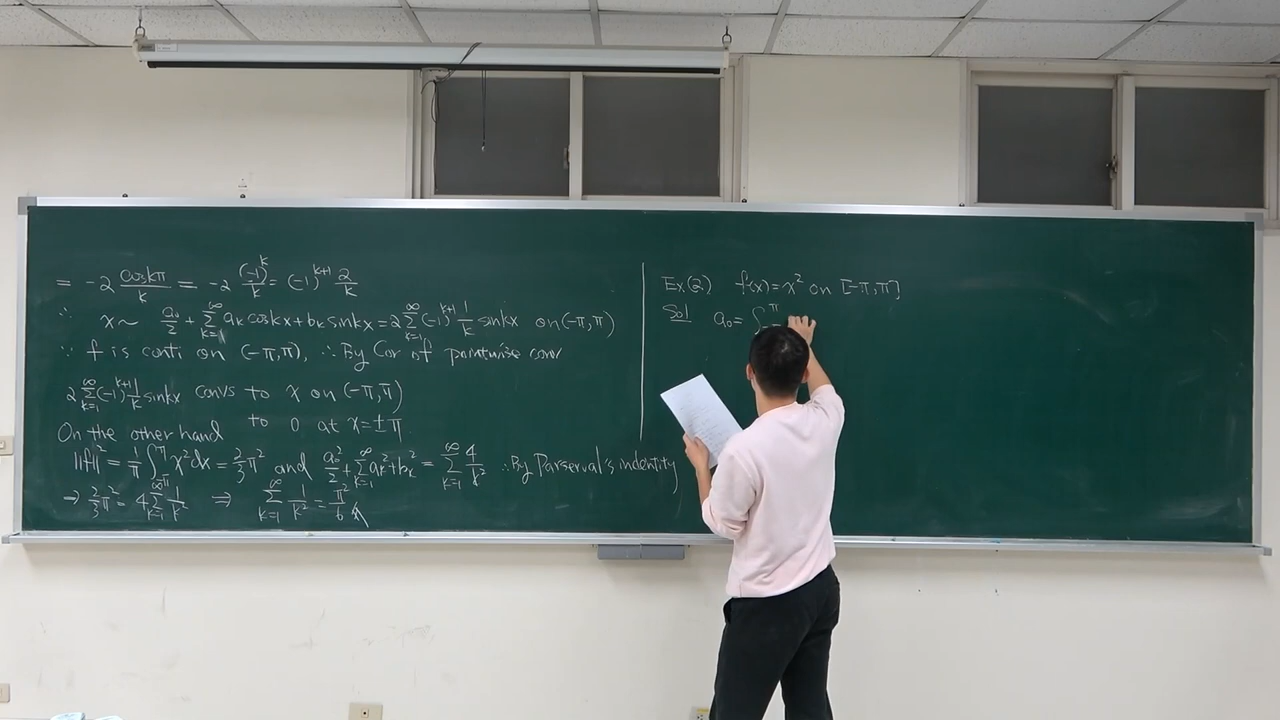 = -2 coskπ/k = -2 (-1)^k/k = (-1)^{k+1} 2/k
∴ x ~ a₀/2 + Σ_{k=1}^∞ aₖ cos kx + bₖ sin kx = 2 Σ_{k=1}^∞ (-1)^{k+1} 1/k sin kx on (-π, π)
∵ f is conti on (-π, π), ∴ By Cor of pointwise conv
2 Σ_{k=1}^∞ (-1)^{k+1} 1/k sin kx convs to x on (-π, π)
to 0 at x = ±π
On the other hand
||f||² = 1/π ∫_{-π}^{π} x² dx = 2/3 π² and a₀²/2 + Σ_{k=1}^∞ aₖ² + bₖ² = Σ_{k=1}^∞ 4/k² ∴ By Parserval's indentity
⇒ 2/3 π² = 4 Σ_{k=1}^∞ 1/k² ⇒ Σ_{k=1}^∞ 1/k² = π²/6
Ex(2) f(x) = x² on [-π, π]
Sol a₀ = ∫^π